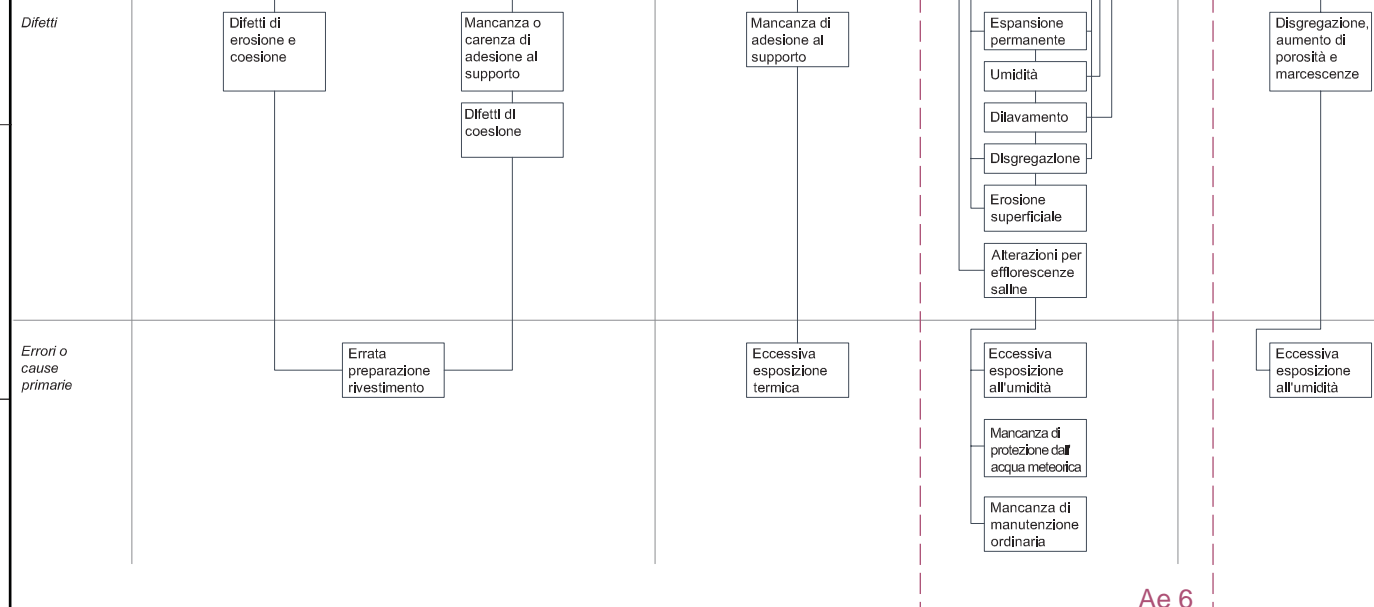 Difetti
Difetti di
erosione e
coesione
Mancanza o
carenza di
adesione al
supporto
Difetti di
coesione
Mancanza di
adesione al
supporto
Espansione
permanente
Umidità
Dilavamento
Disgregazione
Erosione
superficiale
Alterazioni per
efflorescenze
saline
Disgregazione,
aumento di
porosità e
marcescenze
Errori o
cause
primarie
Errata
preparazione
rivestimento
Eccessiva
esposizione
termica
Eccessiva
esposizione
all'umidità
Mancanza di
protezione dall'
acqua meteorica
Mancanza di
manutenzione
ordinaria
Eccessiva
esposizione
all'umidità
Ae 6